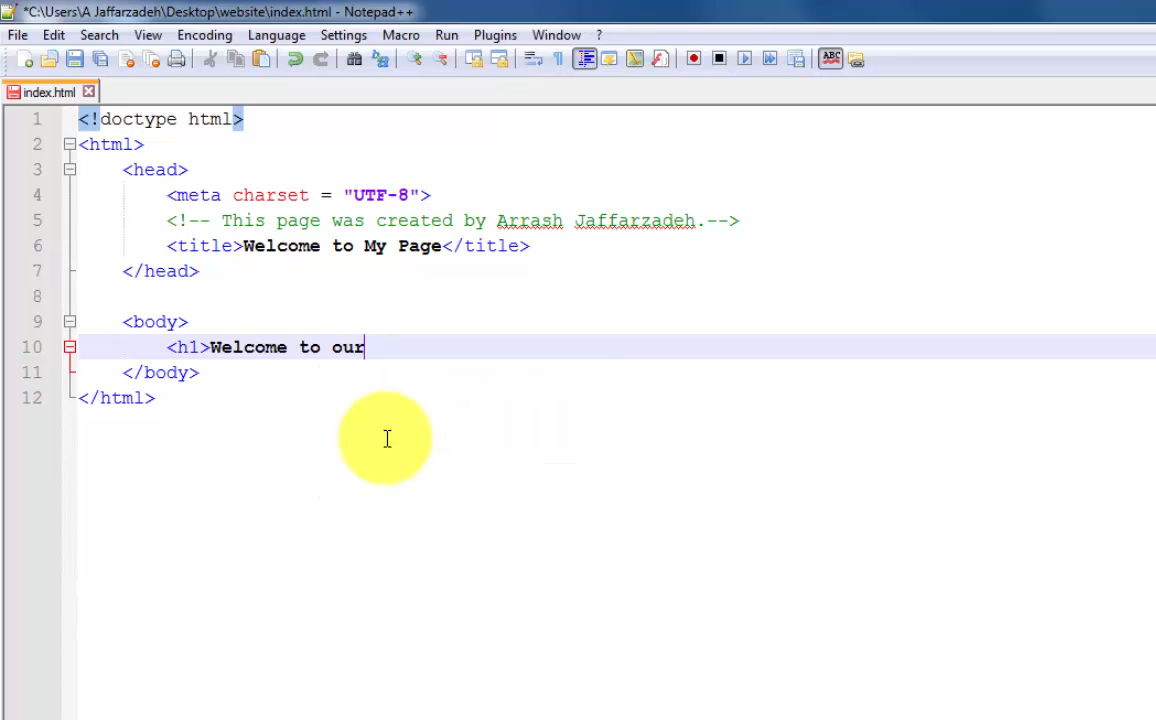 *C:\Users\A Jaffarzadeh\Desktop\website\index.html - Notepad++
File Edit Search View Encoding Language Settings Macro Run Plugins Window ?
index.html
1 <!doctype html>
2 <html>
3 <head>
4 <meta charset = "UTF-8">
5 <!-- This page was created by Arrash Jaffarzadeh.-->
6 <title>Welcome to My Page</title>
7 </head>
8
9 <body>
10 <h1>Welcome to our
11 </body>
12 </html>